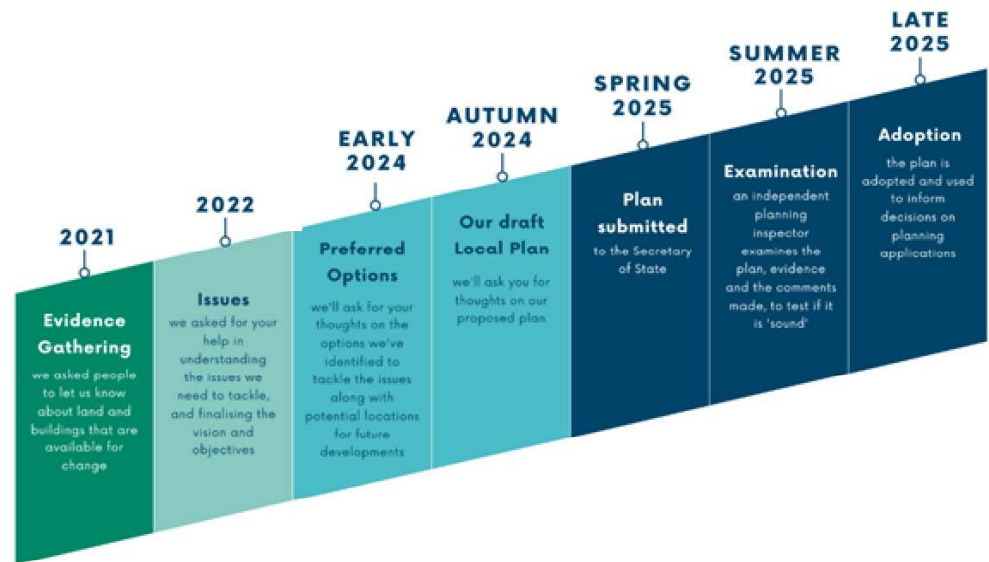 2021
Evidence
Gathering
we asked people
to let us know
about land and
buildings that are
available for
change
2022
Issues
we asked for your
help in
understanding
the issues we
need to tackle,
and finalising the
vision and
objectives
EARLY
2024
Preferred
Options
we'll ask for your
thoughts on the
options we've
identified to
tackle the issues
along with
potential locations
for future
developments
AUTUMN
2024
Our draft
Local Plan
we'll ask you for
thoughts on our
proposed plan
SPRING
2025
Plan
submitted
to the Secretary
of State
SUMMER
2025
Examination
an independent
planning
inspector
examines the
plan, evidence
and the comments
made, to test if it
is 'sound'
LATE
2025
Adoption
the plan is
adopted and used
to inform
decisions on
planning
applications